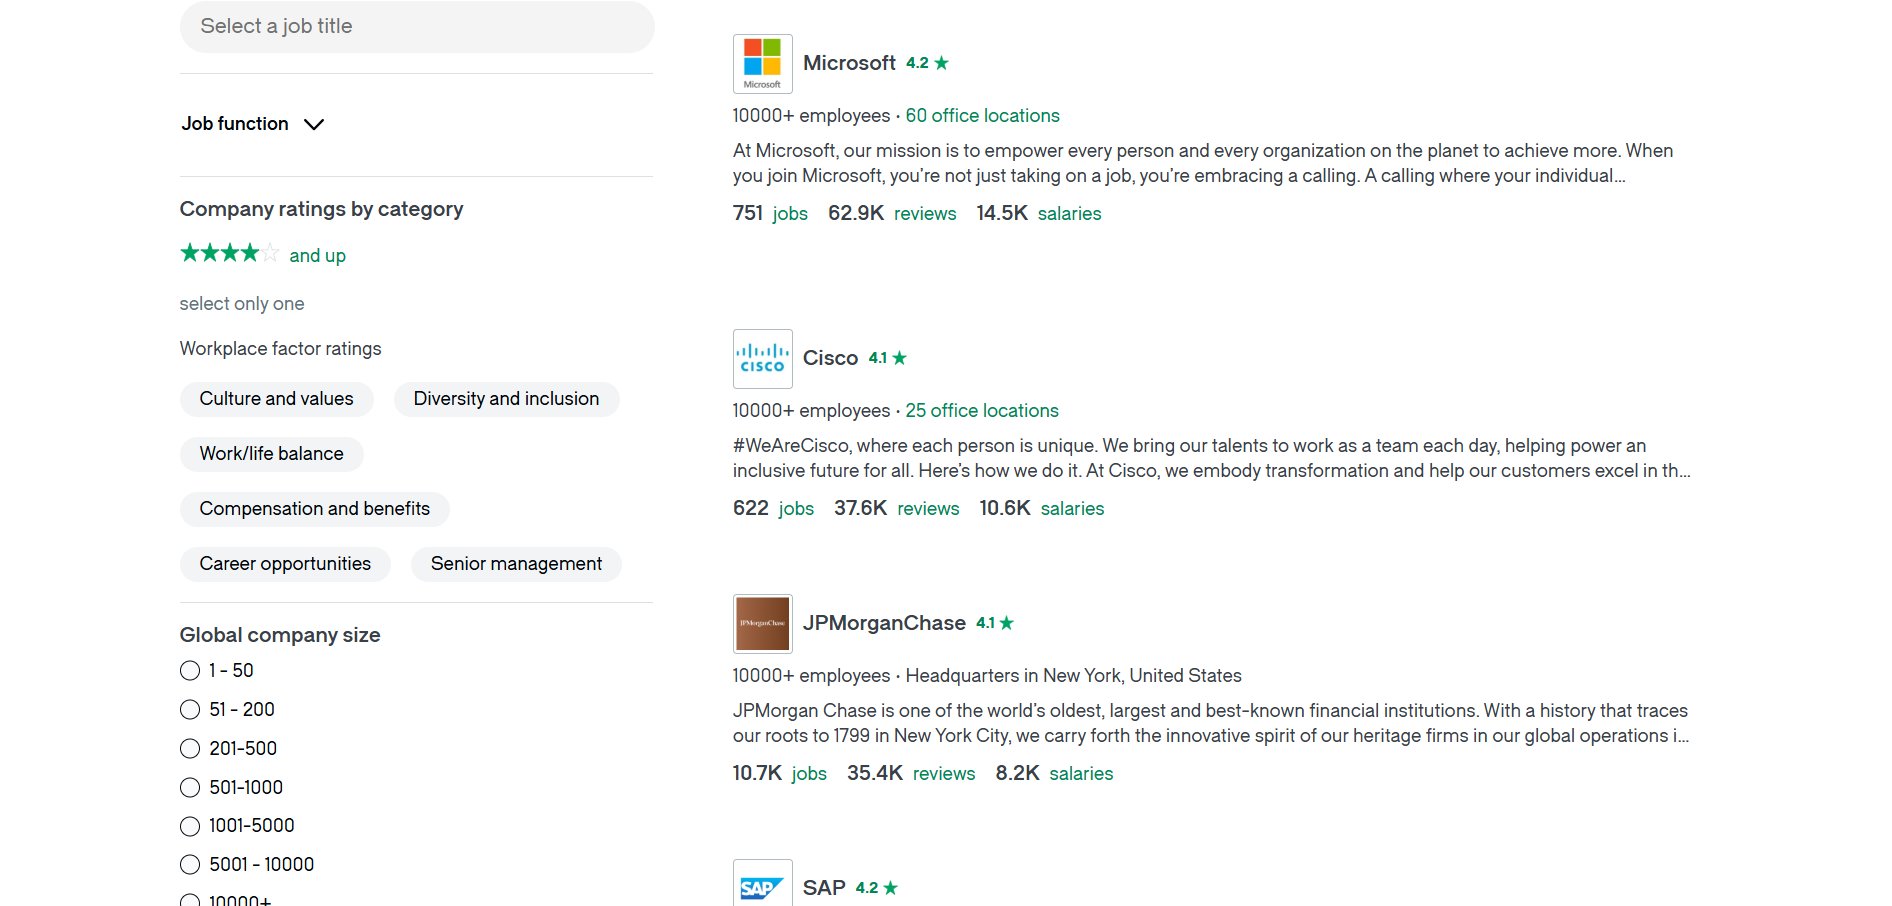 Select a job title
Job function
Company ratings by category
and up
select only one
Workplace factor ratings
Culture and values
Diversity and inclusion
Work/life balance
Compensation and benefits
Career opportunities
Senior management
Global company size
1 - 50
51 - 200
201-500
501-1000
1001-5000
5001 - 10000
10000+
Microsoft
Microsoft 4.2 ★
10000+ employees · 60 office locations
At Microsoft, our mission is to empower every person and every organization on the planet to achieve more. When
you join Microsoft, you're not just taking on a job, you're embracing a calling. A calling where your individual...
751 jobs 62.9K reviews 14.5K salaries
CISCO
Cisco 4.1 ★
10000+ employees · 25 office locations
#WeAreCisco, where each person is unique. We bring our talents to work as a team each day, helping power an
inclusive future for all. Here's how we do it. At Cisco, we embody transformation and help our customers excel in th...
622 jobs 37.6K reviews 10.6K salaries
JPMorganChase
JPMorganChase 4.1 ★
10000+ employees · Headquarters in New York, United States
JPMorgan Chase is one of the world's oldest, largest and best-known financial institutions. With a history that traces
our roots to 1799 in New York City, we carry forth the innovative spirit of our heritage firms in our global operations i...
10.7K jobs 35.4K reviews 8.2K salaries
SAP
SAP 4.2 ★